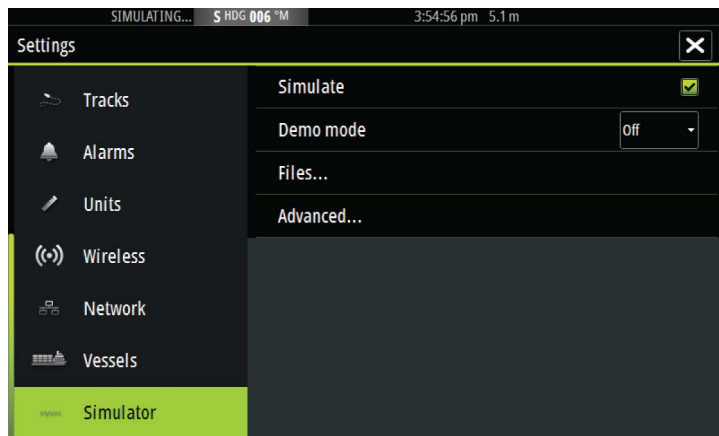 SIMULATING... S HDG 006 °M 3:54:56 pm 5.1 m
Settings
Tracks
Alarms
Units
Wireless
Network
Vessels
Simulator
Simulate
Demo mode Off
Files...
Advanced...